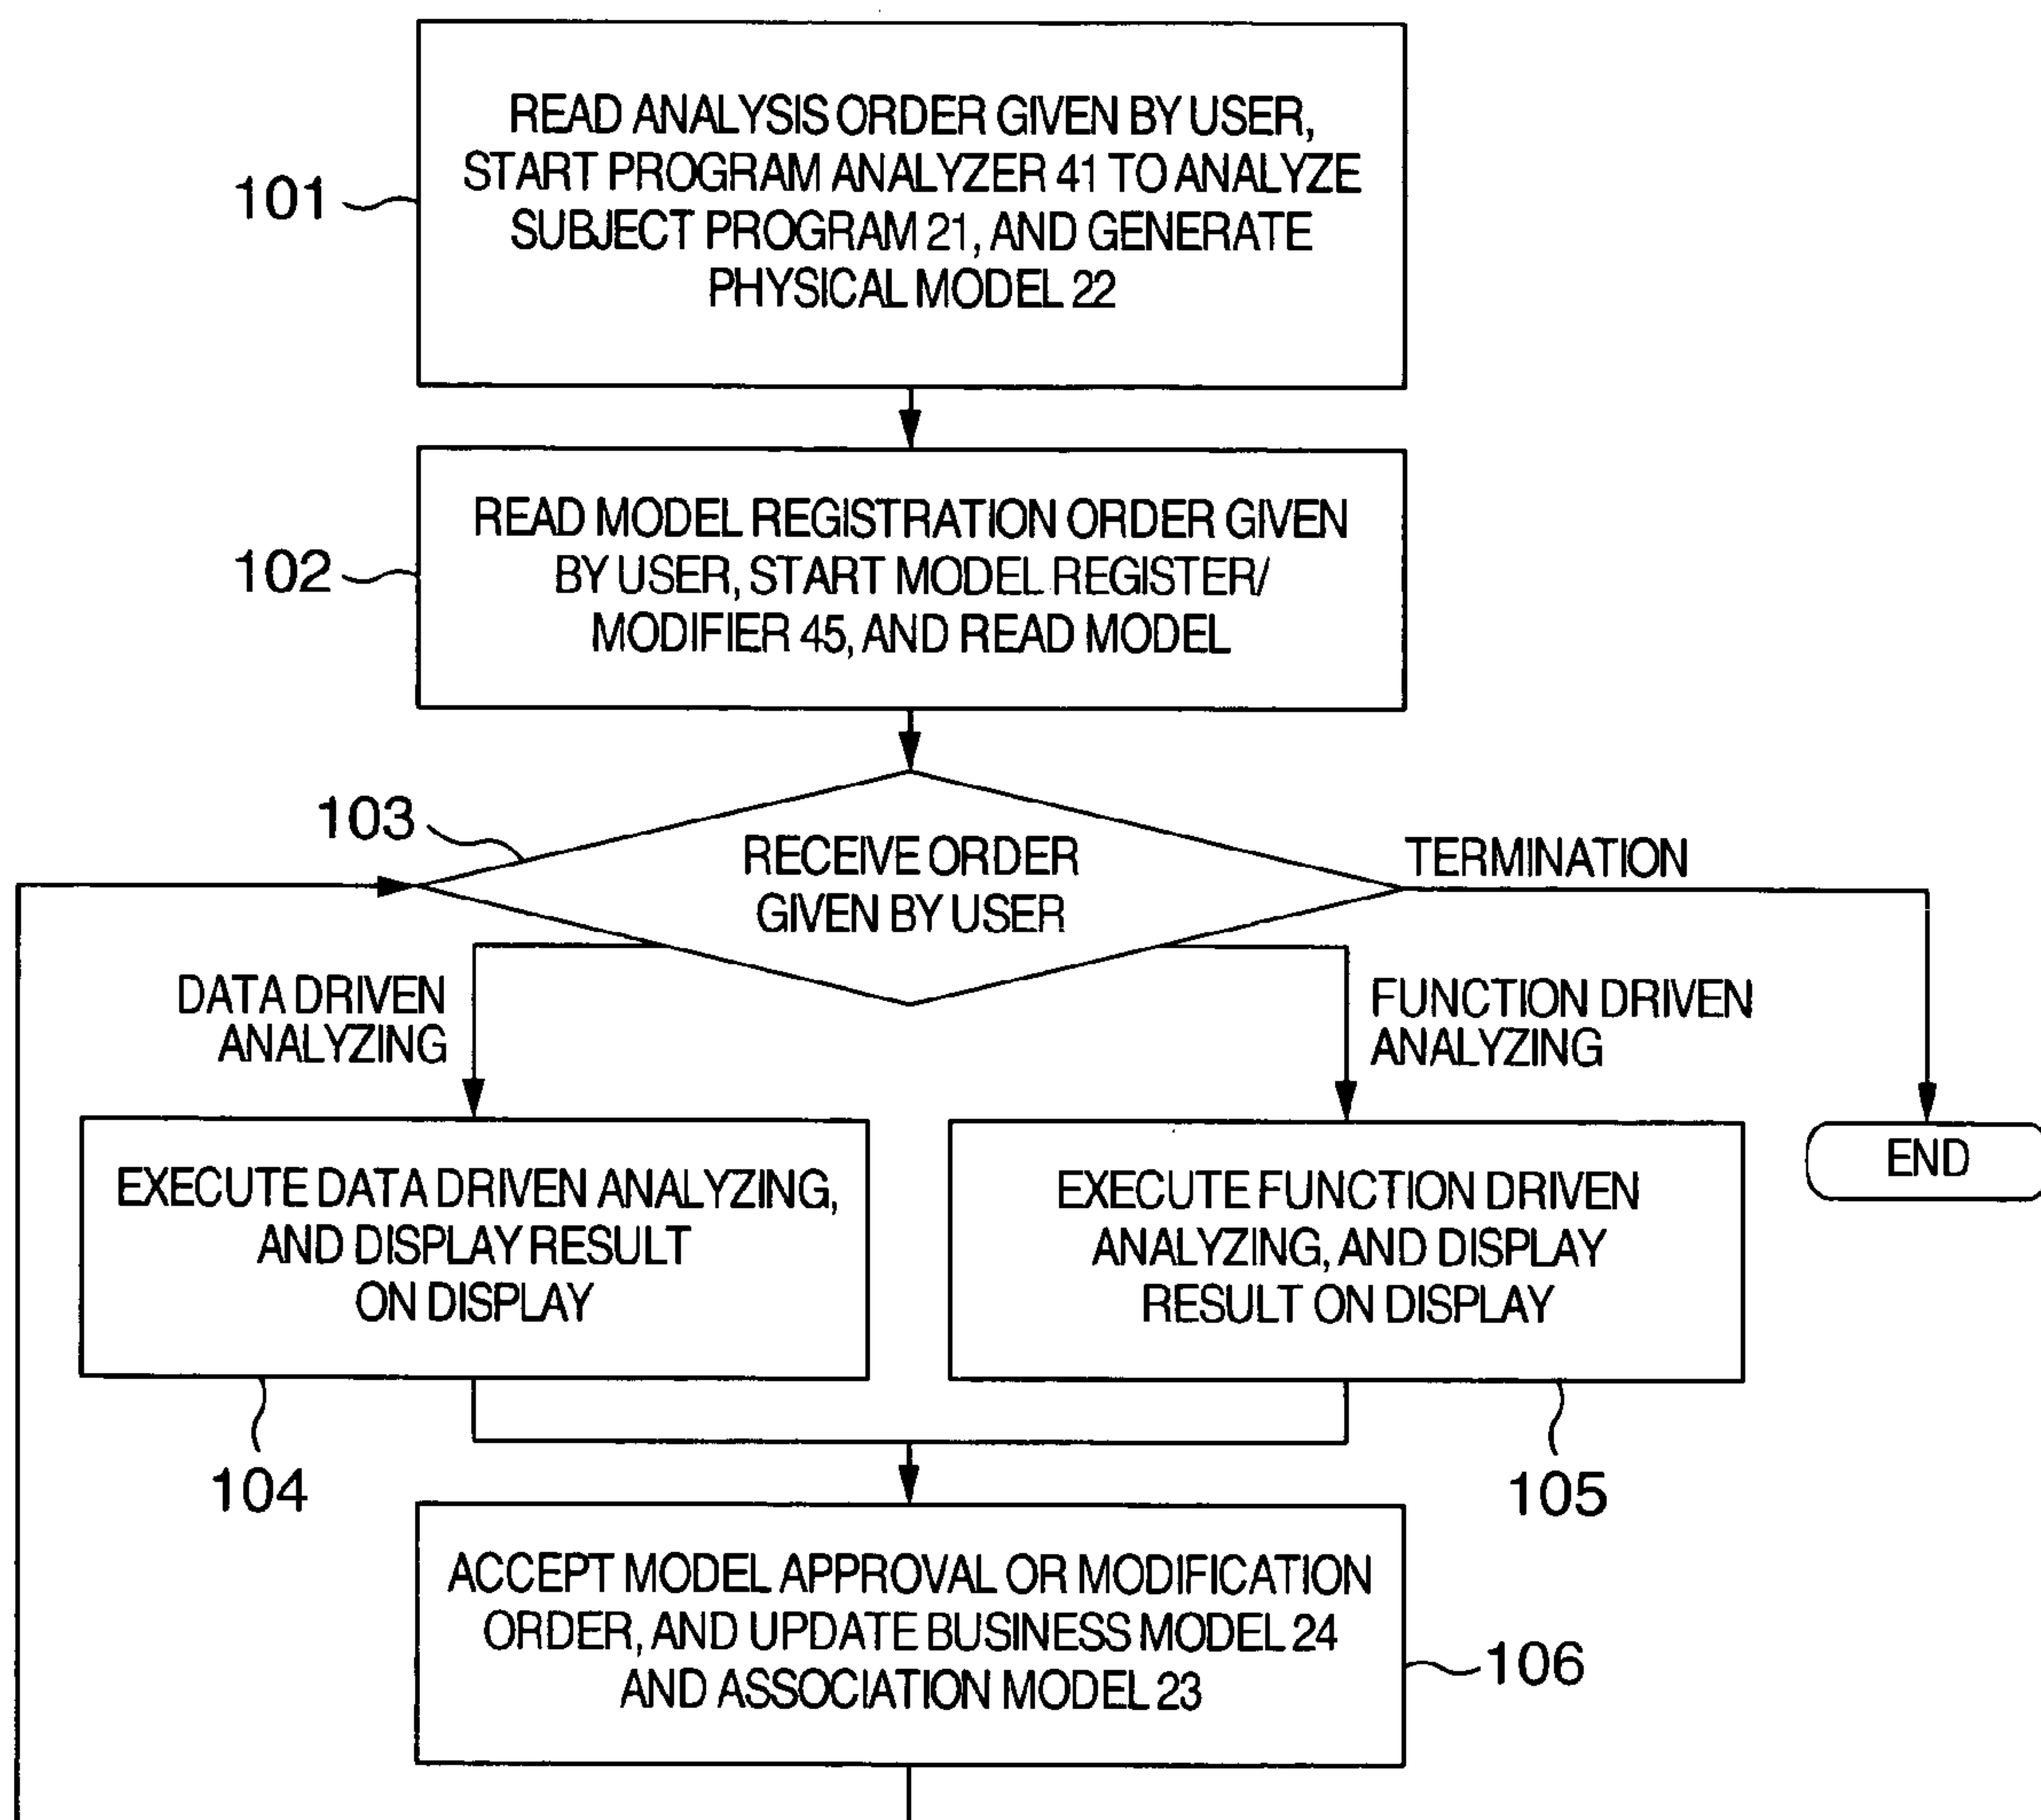 READ ANALYSIS ORDER GIVEN BY USER,
START PROGRAM ANALYZER 41 TO ANALYZE
SUBJECT PROGRAM 21, AND GENERATE
PHYSICAL MODEL 22
101
READ MODEL REGISTRATION ORDER GIVEN
BY USER, START MODEL REGISTER/
MODIFIER 45, AND READ MODEL
102
103
RECEIVE ORDER
GIVEN BY USER
TERMINATION
DATA DRIVEN
ANALYZING
FUNCTION DRIVEN
ANALYZING
EXECUTE DATA DRIVEN ANALYZING,
AND DISPLAY RESULT
ON DISPLAY
EXECUTE FUNCTION DRIVEN
ANALYZING, AND DISPLAY
RESULT ON DISPLAY
END
104
105
ACCEPT MODEL APPROVAL OR MODIFICATION
ORDER, AND UPDATE BUSINESS MODEL 24
AND ASSOCIATION MODEL 23
106